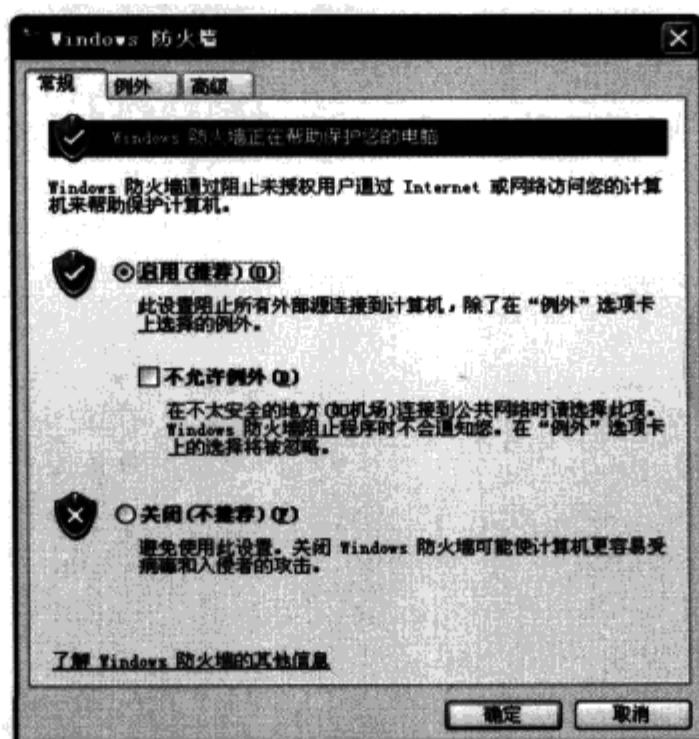 Windows 防火墙
常规 例外 高级
Windows 防火墙正在帮助保护您的电脑
Windows 防火墙通过阻止未授权用户通过 Internet 或网络访问您的计算
机来帮助保护计算机。
启用(推荐)(O)
此设置阻止所有外部源连接到计算机，除了在“例外”选项卡
上选择的例外。
不允许例外(D)
在不太安全的地方(如机场)连接到公共网络时请选择此项。
Windows 防火墙阻止程序时不会通知您。在“例外”选项卡
上的选择将被忽略。
关闭(不推荐)(F)
避免使用此设置。关闭 Windows 防火墙可能使计算机更容易受
病毒和入侵者的攻击。
了解 Windows 防火墙的其他信息
确定 取消